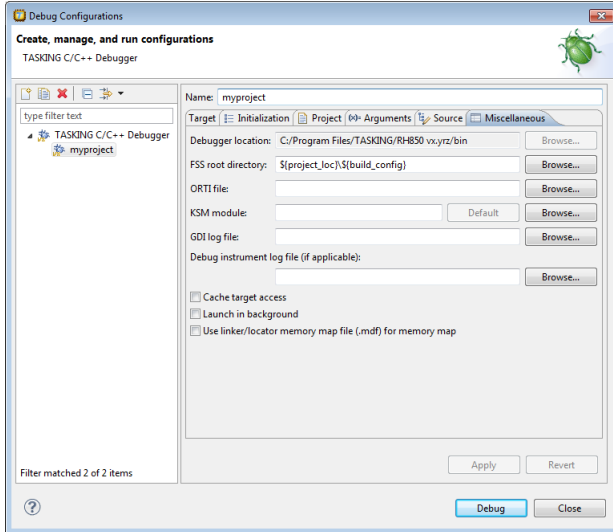 Debug Configurations
Create, manage, and run configurations
TASKING C/C++ Debugger
type filter text
TASKING C/C++ Debugger
myproject
Filter matched 2 of 2 items
Name: myproject
Target Initialization Project (x)= Arguments Source Miscellaneous
Debugger location: C:/Program Files/TASKING/RH850 vx.yrz/bin Browse...
FSS root directory: ${project_loc}\${build_config} Browse...
ORTI file: Browse...
KSM module: Default Browse...
GDI log file: Browse...
Debug instrument log file (if applicable):
Browse...
Cache target access
Launch in background
Use linker/locator memory map file (.mdf) for memory map
Apply Revert
? Debug Close